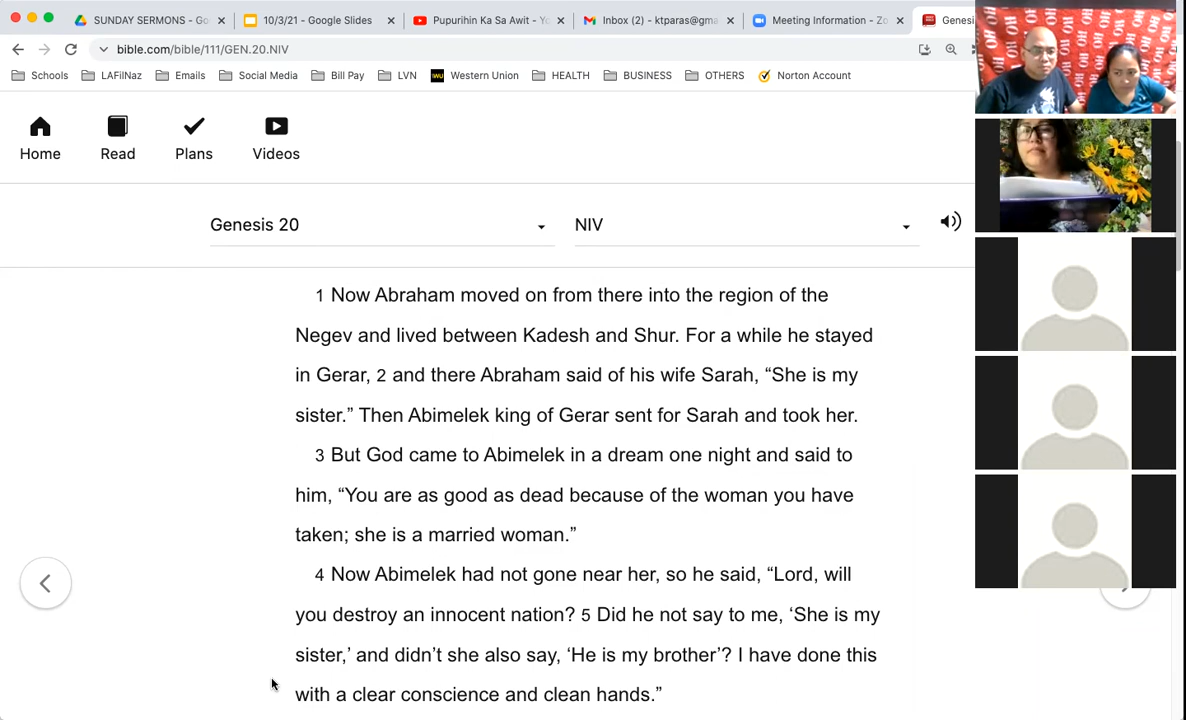 SUNDAY SERMONS - Go
10/3/21 - Google Slides
Pupurihin Ka Sa Awit - Yo
Inbox (2) - ktparas@gma
Meeting Information - Zo
Genesi
bible.com/bible/111/GEN.20.NIV
Schools LAFilNaz Emails Social Media Bill Pay LVN WU Western Union HEALTH BUSINESS OTHERS Norton Account
Home Read Plans Videos
Genesis 20 NIV
1 Now Abraham moved on from there into the region of the
Negev and lived between Kadesh and Shur. For a while he stayed
in Gerar, 2 and there Abraham said of his wife Sarah, “She is my
sister.” Then Abimelek king of Gerar sent for Sarah and took her.
3 But God came to Abimelek in a dream one night and said to
him, “You are as good as dead because of the woman you have
taken; she is a married woman.”
4 Now Abimelek had not gone near her, so he said, “Lord, will
you destroy an innocent nation? 5 Did he not say to me, ‘She is my
sister,’ and didn’t she also say, ‘He is my brother’? I have done this
with a clear conscience and clean hands.”